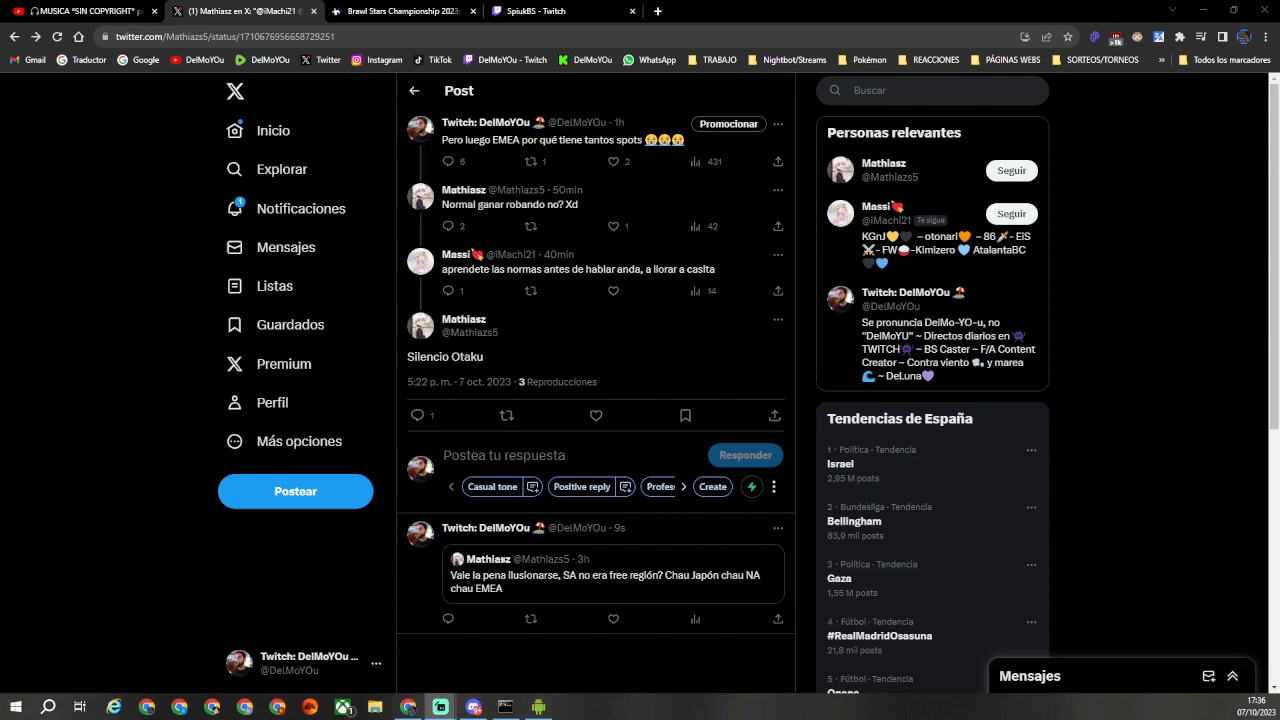 🎧MUSICA *SIN COPYRIGHT* p
(1) Mathiasz en X: "@iMachi21
Brawl Stars Championship 2023
SpiukBS - Twitch
twitter.com/Mathiazs5/status/1710676956658729251
Gmail
Traductor
Google
DelMoYOu
DelMoYOu
Twitter
Instagram
TikTok
DelMoYOu - Twitch
DelMoYOu
WhatsApp
TRABAJO
Nightbot/Streams
Pokémon
REACCIONES
PÁGINAS WEBS
SORTEOS/TORNEOS
»
Todos los marcadores
Inicio
Explorar
1
Notificaciones
Mensajes
Listas
Guardados
Premium
Perfil
Más opciones
Postear
Twitch: DelMoYOu ...
@DelMoYOu
Post
Twitch: DelMoYOu 🏖️ @DelMoYOu · 1h
Promocionar
Pero luego EMEA por qué tiene tantos spots 😭😭😭
6 1 2 431
Mathiasz @Mathiazs5 · 50min
Normal ganar robando no? Xd
2 1 42
Massi💘 @iMachi21 · 40min
aprendete las normas antes de hablar anda, a llorar a casita
1 14
Mathiasz
@Mathiazs5
Silencio Otaku
5:22 p. m. · 7 oct. 2023 · 3 Reproducciones
1
Postea tu respuesta
Responder
Casual tone
Positive reply
Profes
Create
Twitch: DelMoYOu 🏖️ @DelMoYOu · 9s
Mathiasz @Mathiazs5 · 3h
Vale la pena ilusionarse, SA no era free región? Chau Japón chau NA
chau EMEA
Buscar
Personas relevantes
Mathiasz
@Mathiazs5
Seguir
Massi💘
@iMachi21 Te sigue
Seguir
KGnJ💛🖤 – otonari🧡 – 86🗡️- EIS
⚔️- FW🍚-Kimizero 🩵 AtalantaBC
🖤💙
Twitch: DelMoYOu 🏖️
@DelMoYOu
Se pronuncia DelMo-YO-u, no
"DelMoYU" ~ Directos diarios en 👾
TWITCH👾 ~ BS Caster ~ F/A Content
Creator ~ Contra viento 🌬️ y marea
🌊 ~ DeLuna💜
Tendencias de España
1 · Política · Tendencia
Israel
2,95 M posts
2 · Bundesliga · Tendencia
Bellingham
83,9 mil posts
3 · Política · Tendencia
Gaza
1,55 M posts
4 · Fútbol · Tendencia
#RealMadridOsasuna
21,8 mil posts
5 · Fútbol · Tendencia
Mensajes
17:36
07/10/2023